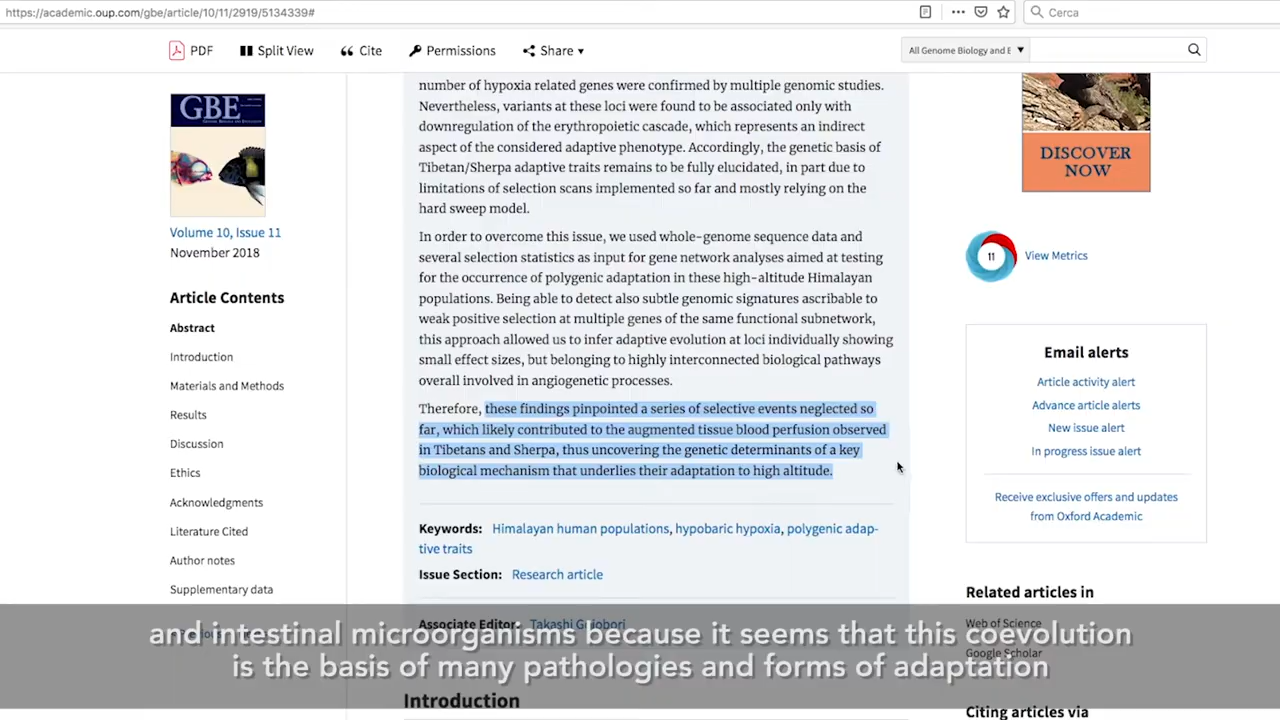 https://academic.oup.com/gbe/article/10/11/2919/5134339#
Cerca
PDF
Split View
Cite
Permissions
Share
All Genome Biology and E
GBE
Volume 10, Issue 11
November 2018
Article Contents
Abstract
Introduction
Materials and Methods
Results
Discussion
Ethics
Acknowledgments
Literature Cited
Author notes
Supplementary data
number of hypoxia related genes were confirmed by multiple genomic studies.
Nevertheless, variants at these loci were found to be associated only with
downregulation of the erythropoietic cascade, which represents an indirect
aspect of the considered adaptive phenotype. Accordingly, the genetic basis of
Tibetan/Sherpa adaptive traits remains to be fully elucidated, in part due to
limitations of selection scans implemented so far and mostly relying on the
hard sweep model.
In order to overcome this issue, we used whole-genome sequence data and
several selection statistics as input for gene network analyses aimed at testing
for the occurrence of polygenic adaptation in these high-altitude Himalayan
populations. Being able to detect also subtle genomic signatures ascribable to
weak positive selection at multiple genes of the same functional subnetwork,
this approach allowed us to infer adaptive evolution at loci individually showing
small effect sizes, but belonging to highly interconnected biological pathways
overall involved in angiogenetic processes.
Therefore, these findings pinpointed a series of selective events neglected so
far, which likely contributed to the augmented tissue blood perfusion observed
in Tibetans and Sherpa, thus uncovering the genetic determinants of a key
biological mechanism that underlies their adaptation to high altitude.
Keywords: Himalayan human populations, hypobaric hypoxia, polygenic adap-
tive traits
Issue Section: Research article
Associate Editor: Takashi Gojobori
Introduction
DISCOVER
NOW
11
View Metrics
Email alerts
Article activity alert
Advance article alerts
New issue alert
In progress issue alert
Receive exclusive offers and updates
from Oxford Academic
Related articles in
Web of Science
Google Scholar
Citing articles via
and intestinal microorganisms because it seems that this coevolution
is the basis of many pathologies and forms of adaptation